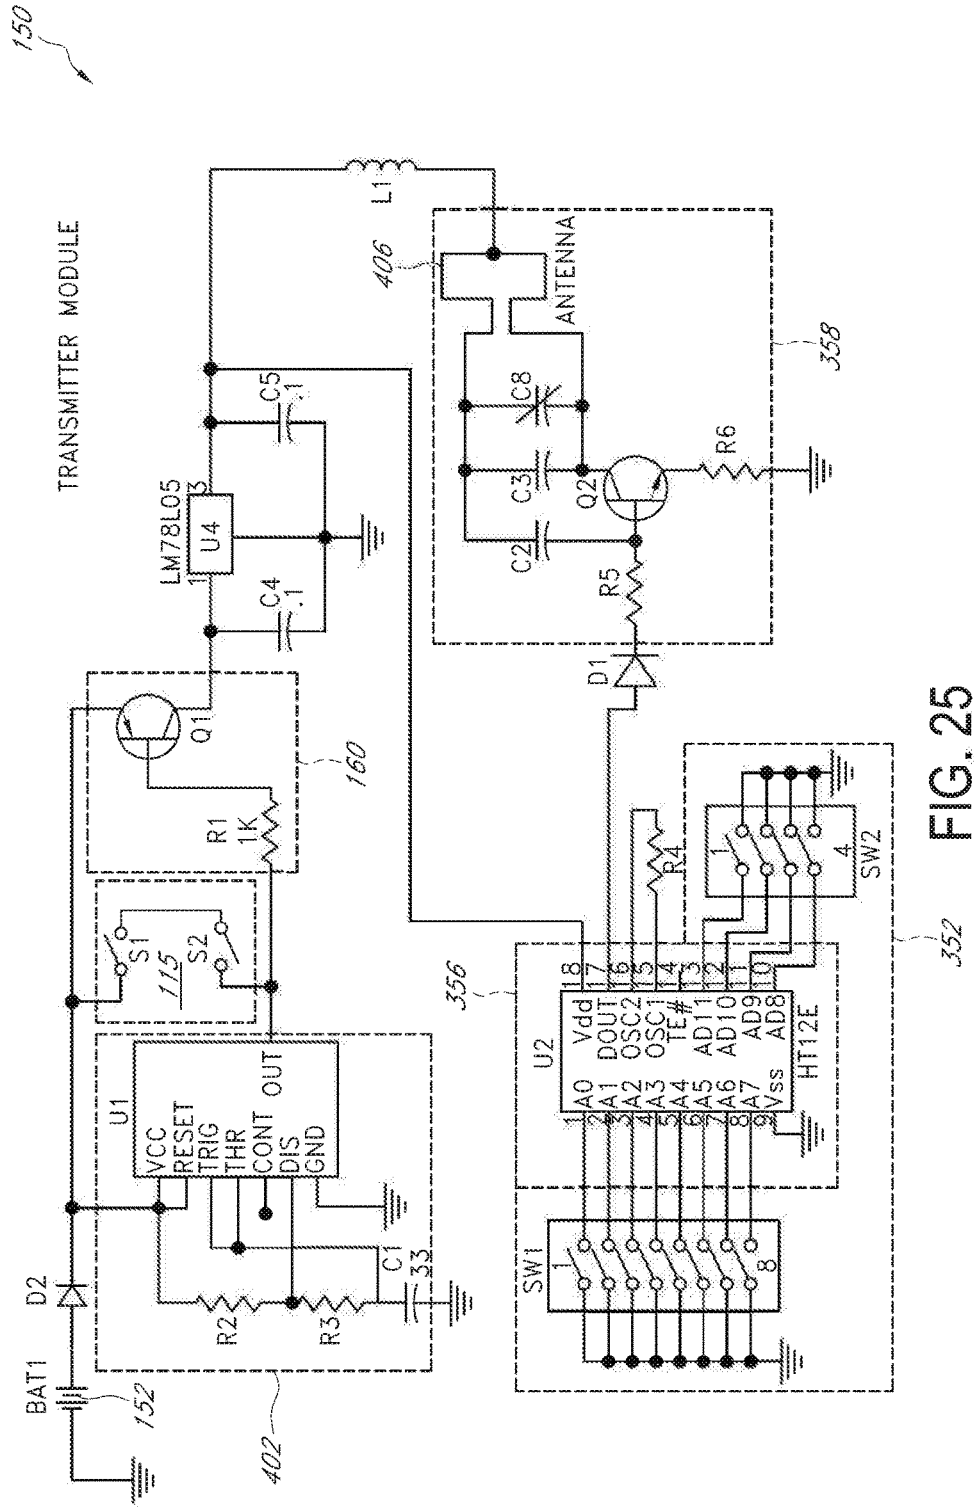 150
TRANSMITTER MODULE
BAT1
152
D2
402
U1
VCC
RESET
TRIG
THR
CONT
DIS
GND
OUT
R2
R3
C1
33
S1
S2
115
R1
1K
Q1
160
LM78L05
1
U4
3
C4
.1
C5
.1
L1
406
ANTENNA
C2
C3
C8
Q2
R5
R6
D1
358
356
U2
1 A0
2 A1
3 A2
4 A3
5 A4
6 A5
7 A6
8 A7
9 Vss
Vdd 18
DOUT 17
OSC2 16
OSC1 15
TE# 14
AD11 13
AD10 12
AD9 11
AD8 10
HT12E
R4
SW1
1
8
SW2
1
4
352
FIG. 25